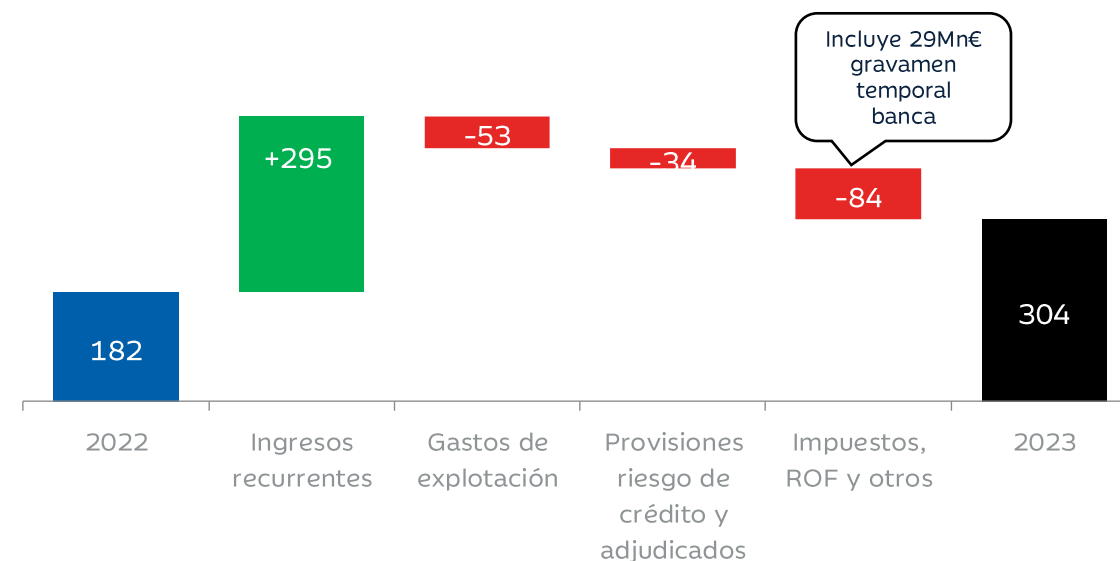 Incluye 29Mn€
gravamen
temporal
banca
+295
-53
-34
-84
182
304
2022
Ingresos
recurrentes
Gastos de
explotación
Provisiones
riesgo de
crédito y
adjudicados
Impuestos,
ROF y otros
2023